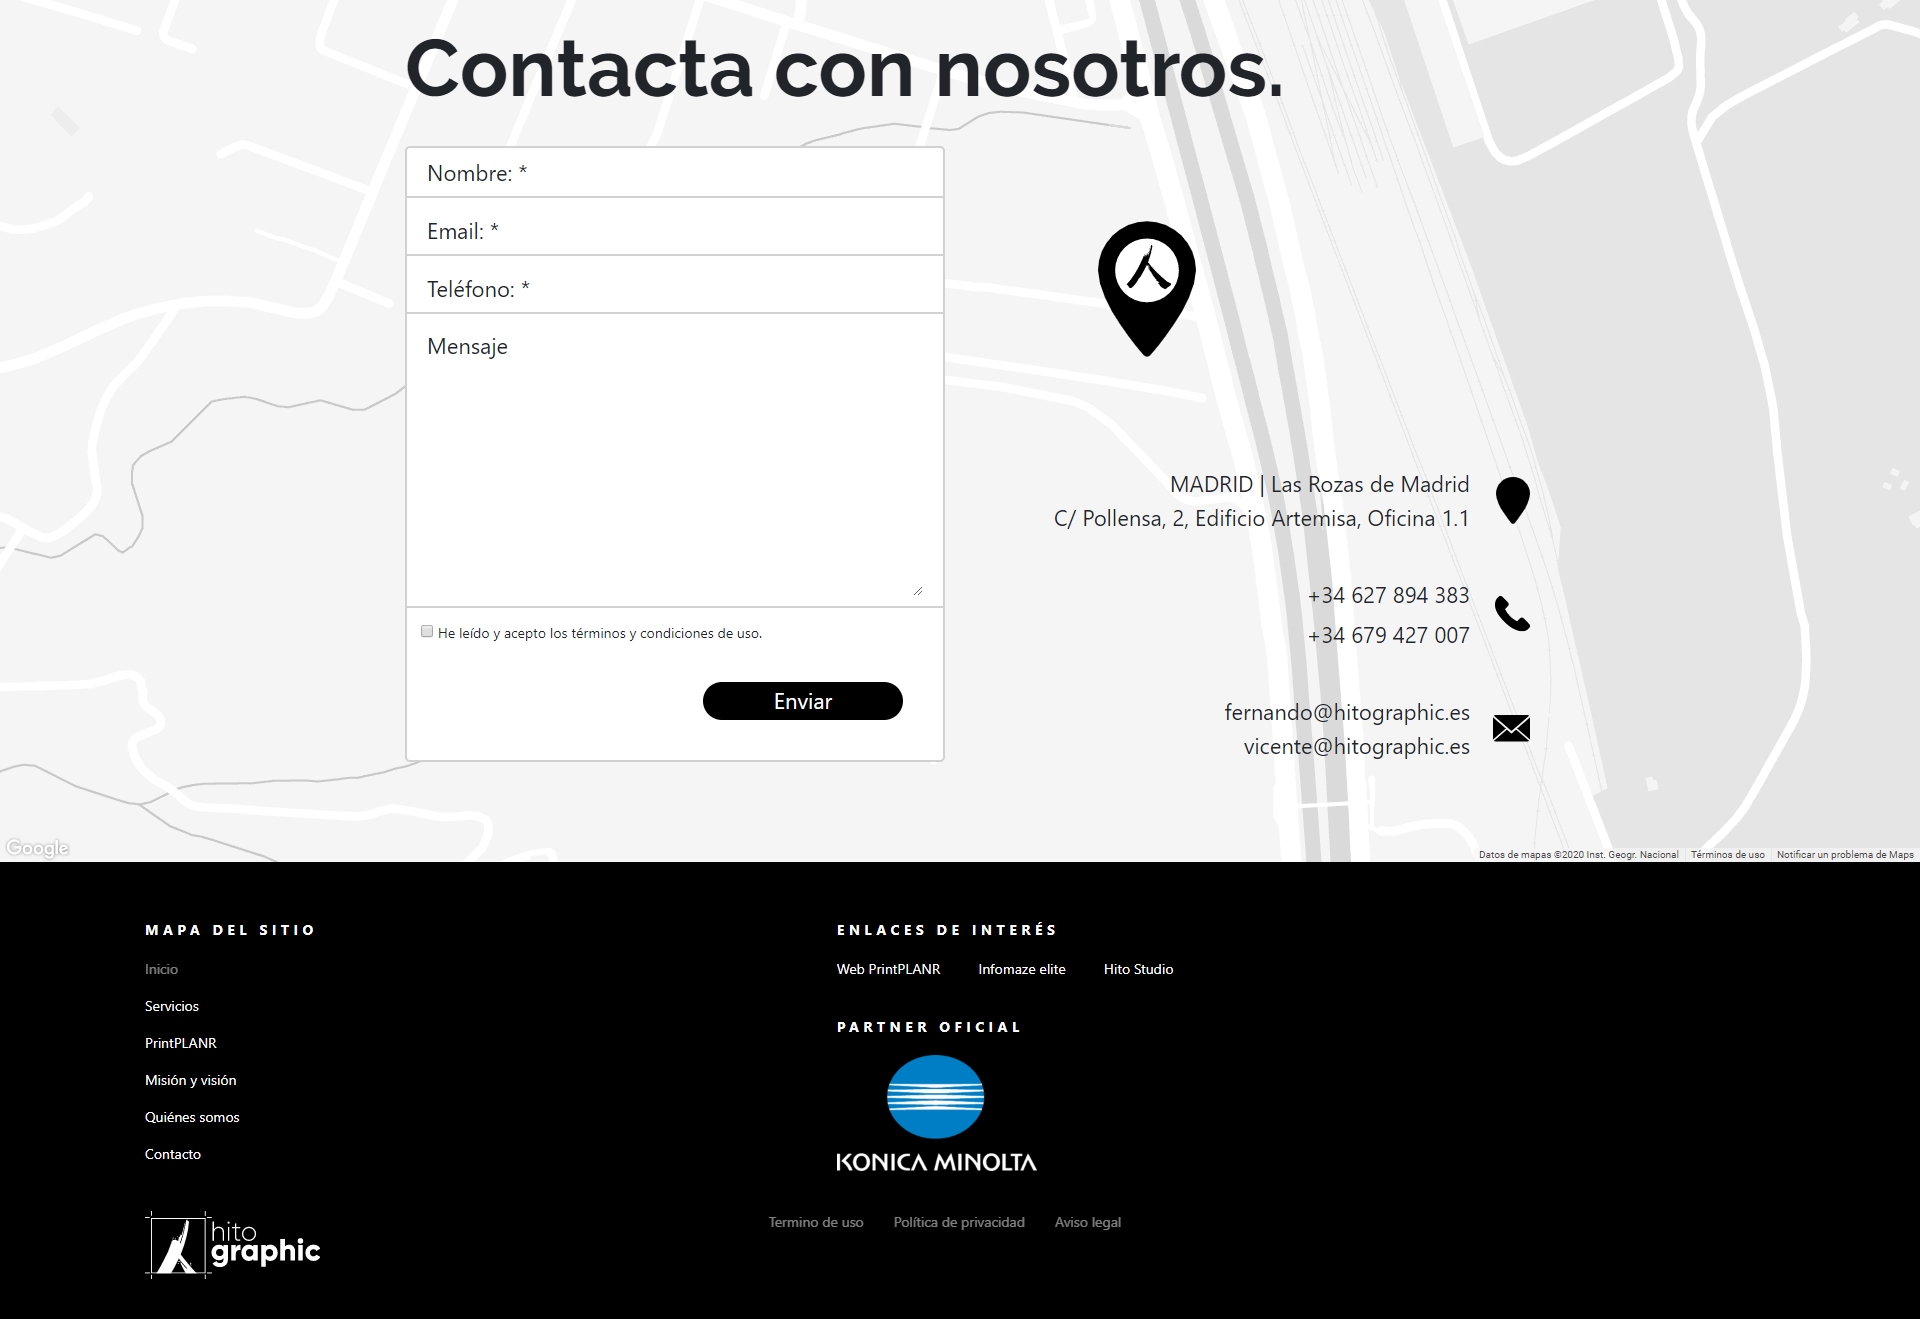 Contacta con nosotros.
Nombre: *
Email: *
Teléfono: *
Mensaje
He leído y acepto los términos y condiciones de uso.
Enviar
MADRID | Las Rozas de Madrid
C/ Pollensa, 2, Edificio Artemisa, Oficina 1.1
+34 627 894 383
+34 679 427 007
fernando@hitographic.es
vicente@hitographic.es
Google
Datos de mapas ©2020 Inst. Geogr. Nacional
Términos de uso
Notificar un problema de Maps
MAPA DEL SITIO
Inicio
Servicios
PrintPLANR
Misión y visión
Quiénes somos
Contacto
hito
graphic
ENLACES DE INTERÉS
Web PrintPLANR
Infomaze elite
Hito Studio
PARTNER OFICIAL
KONICA MINOLTA
Termino de uso
Política de privacidad
Aviso legal